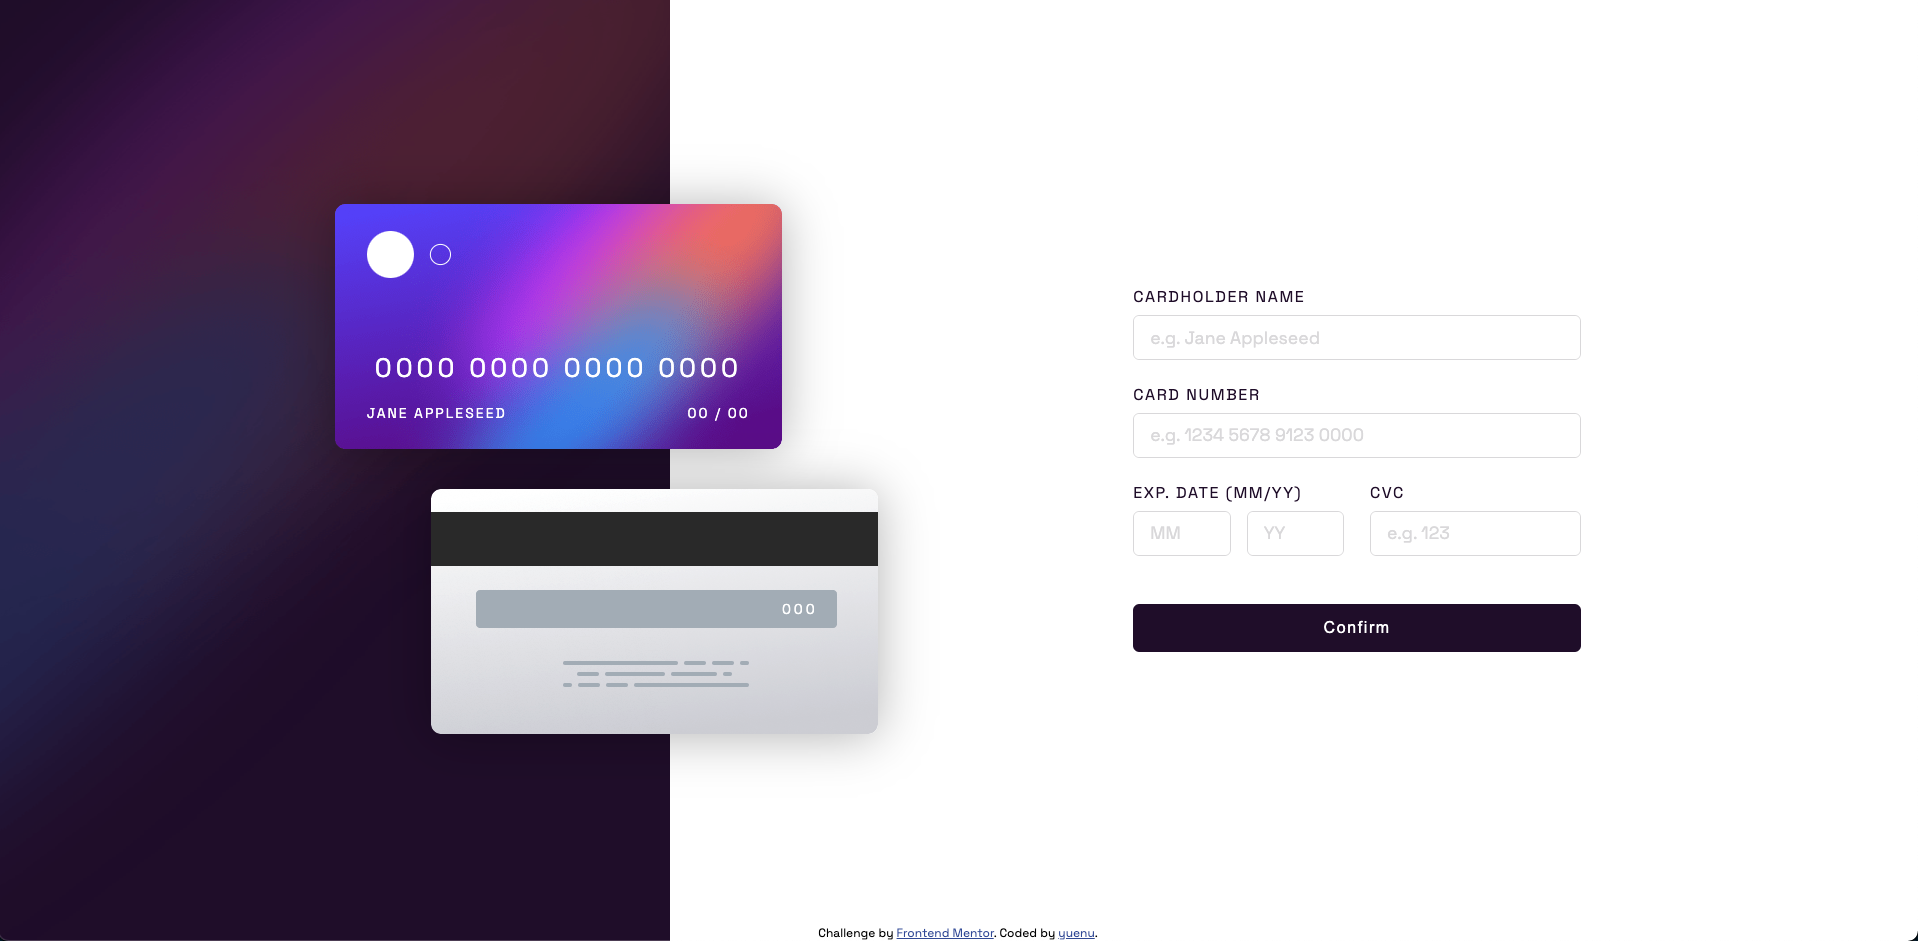 0000 0000 0000 0000
JANE APPLESEED 00 / 00
000
CARDHOLDER NAME
e.g. Jane Appleseed
CARD NUMBER
e.g. 1234 5678 9123 0000
EXP. DATE (MM/YY) CVC
MM YY e.g. 123
Confirm
Challenge by Frontend Mentor. Coded by yuenu.